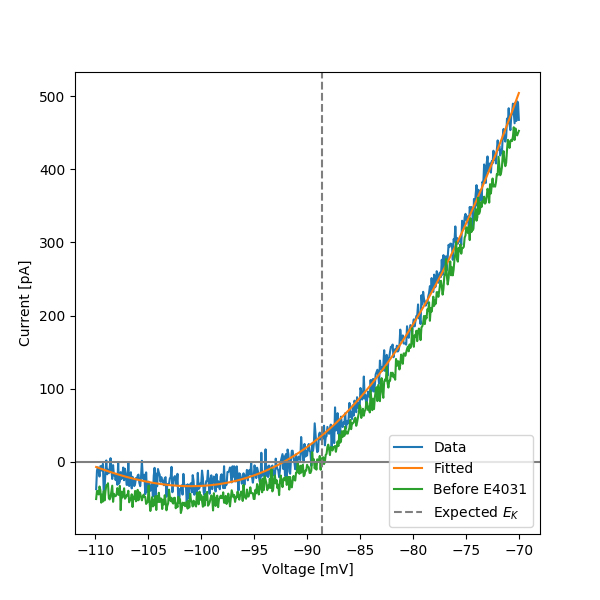 500
400
300
200
100
0
Current [pA]
Data
Fitted
Before E4031
Expected E_K
−110 −105 −100 −95 −90 −85 −80 −75 −70
Voltage [mV]